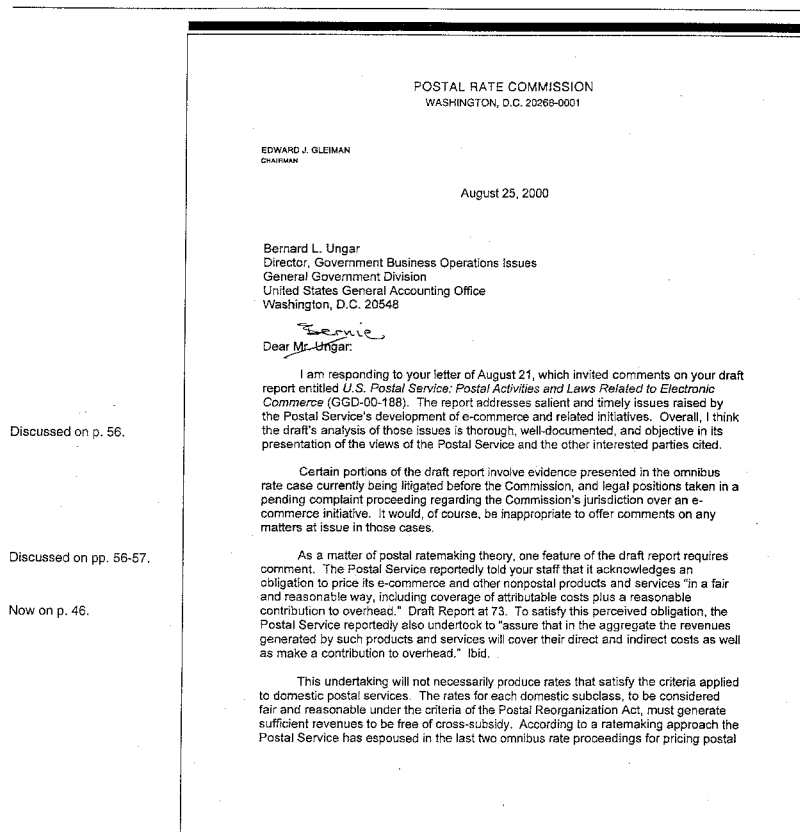 POSTAL RATE COMMISSION
WASHINGTON, D.C. 20268-0001
EDWARD J. GLEIMAN
CHAIRMAN
August 25, 2000
Bernard L. Ungar
Director, Government Business Operations Issues
General Government Division
United States General Accounting Office
Washington, D.C. 20548
Bernie
Dear Mr. Ungar:
I am responding to your letter of August 21, which invited comments on your draft
report entitled U.S. Postal Service: Postal Activities and Laws Related to Electronic
Commerce (GGD-00-188). The report addresses salient and timely issues raised by
the Postal Service's development of e-commerce and related initiatives. Overall, I think
the draft's analysis of those issues is thorough, well-documented, and objective in its
presentation of the views of the Postal Service and the other interested parties cited.
Discussed on p. 56.
Certain portions of the draft report involve evidence presented in the omnibus
rate case currently being litigated before the Commission, and legal positions taken in a
pending complaint proceeding regarding the Commission's jurisdiction over an e-
commerce initiative. It would, of course, be inappropriate to offer comments on any
matters at issue in those cases.
Discussed on pp. 56-57.
As a matter of postal ratemaking theory, one feature of the draft report requires
comment. The Postal Service reportedly told your staff that it acknowledges an
obligation to price its e-commerce and other nonpostal products and services "in a fair
and reasonable way, including coverage of attributable costs plus a reasonable
contribution to overhead." Draft Report at 73. To satisfy this perceived obligation, the
Now on p. 46.
Postal Service reportedly also undertook to "assure that in the aggregate the revenues
generated by such products and services will cover their direct and indirect costs as well
as make a contribution to overhead." Ibid.
This undertaking will not necessarily produce rates that satisfy the criteria applied
to domestic postal services. The rates for each domestic subclass, to be considered
fair and reasonable under the criteria of the Postal Reorganization Act, must generate
sufficient revenues to be free of cross-subsidy. According to a ratemaking approach the
Postal Service has espoused in the last two omnibus rate proceedings for pricing postal